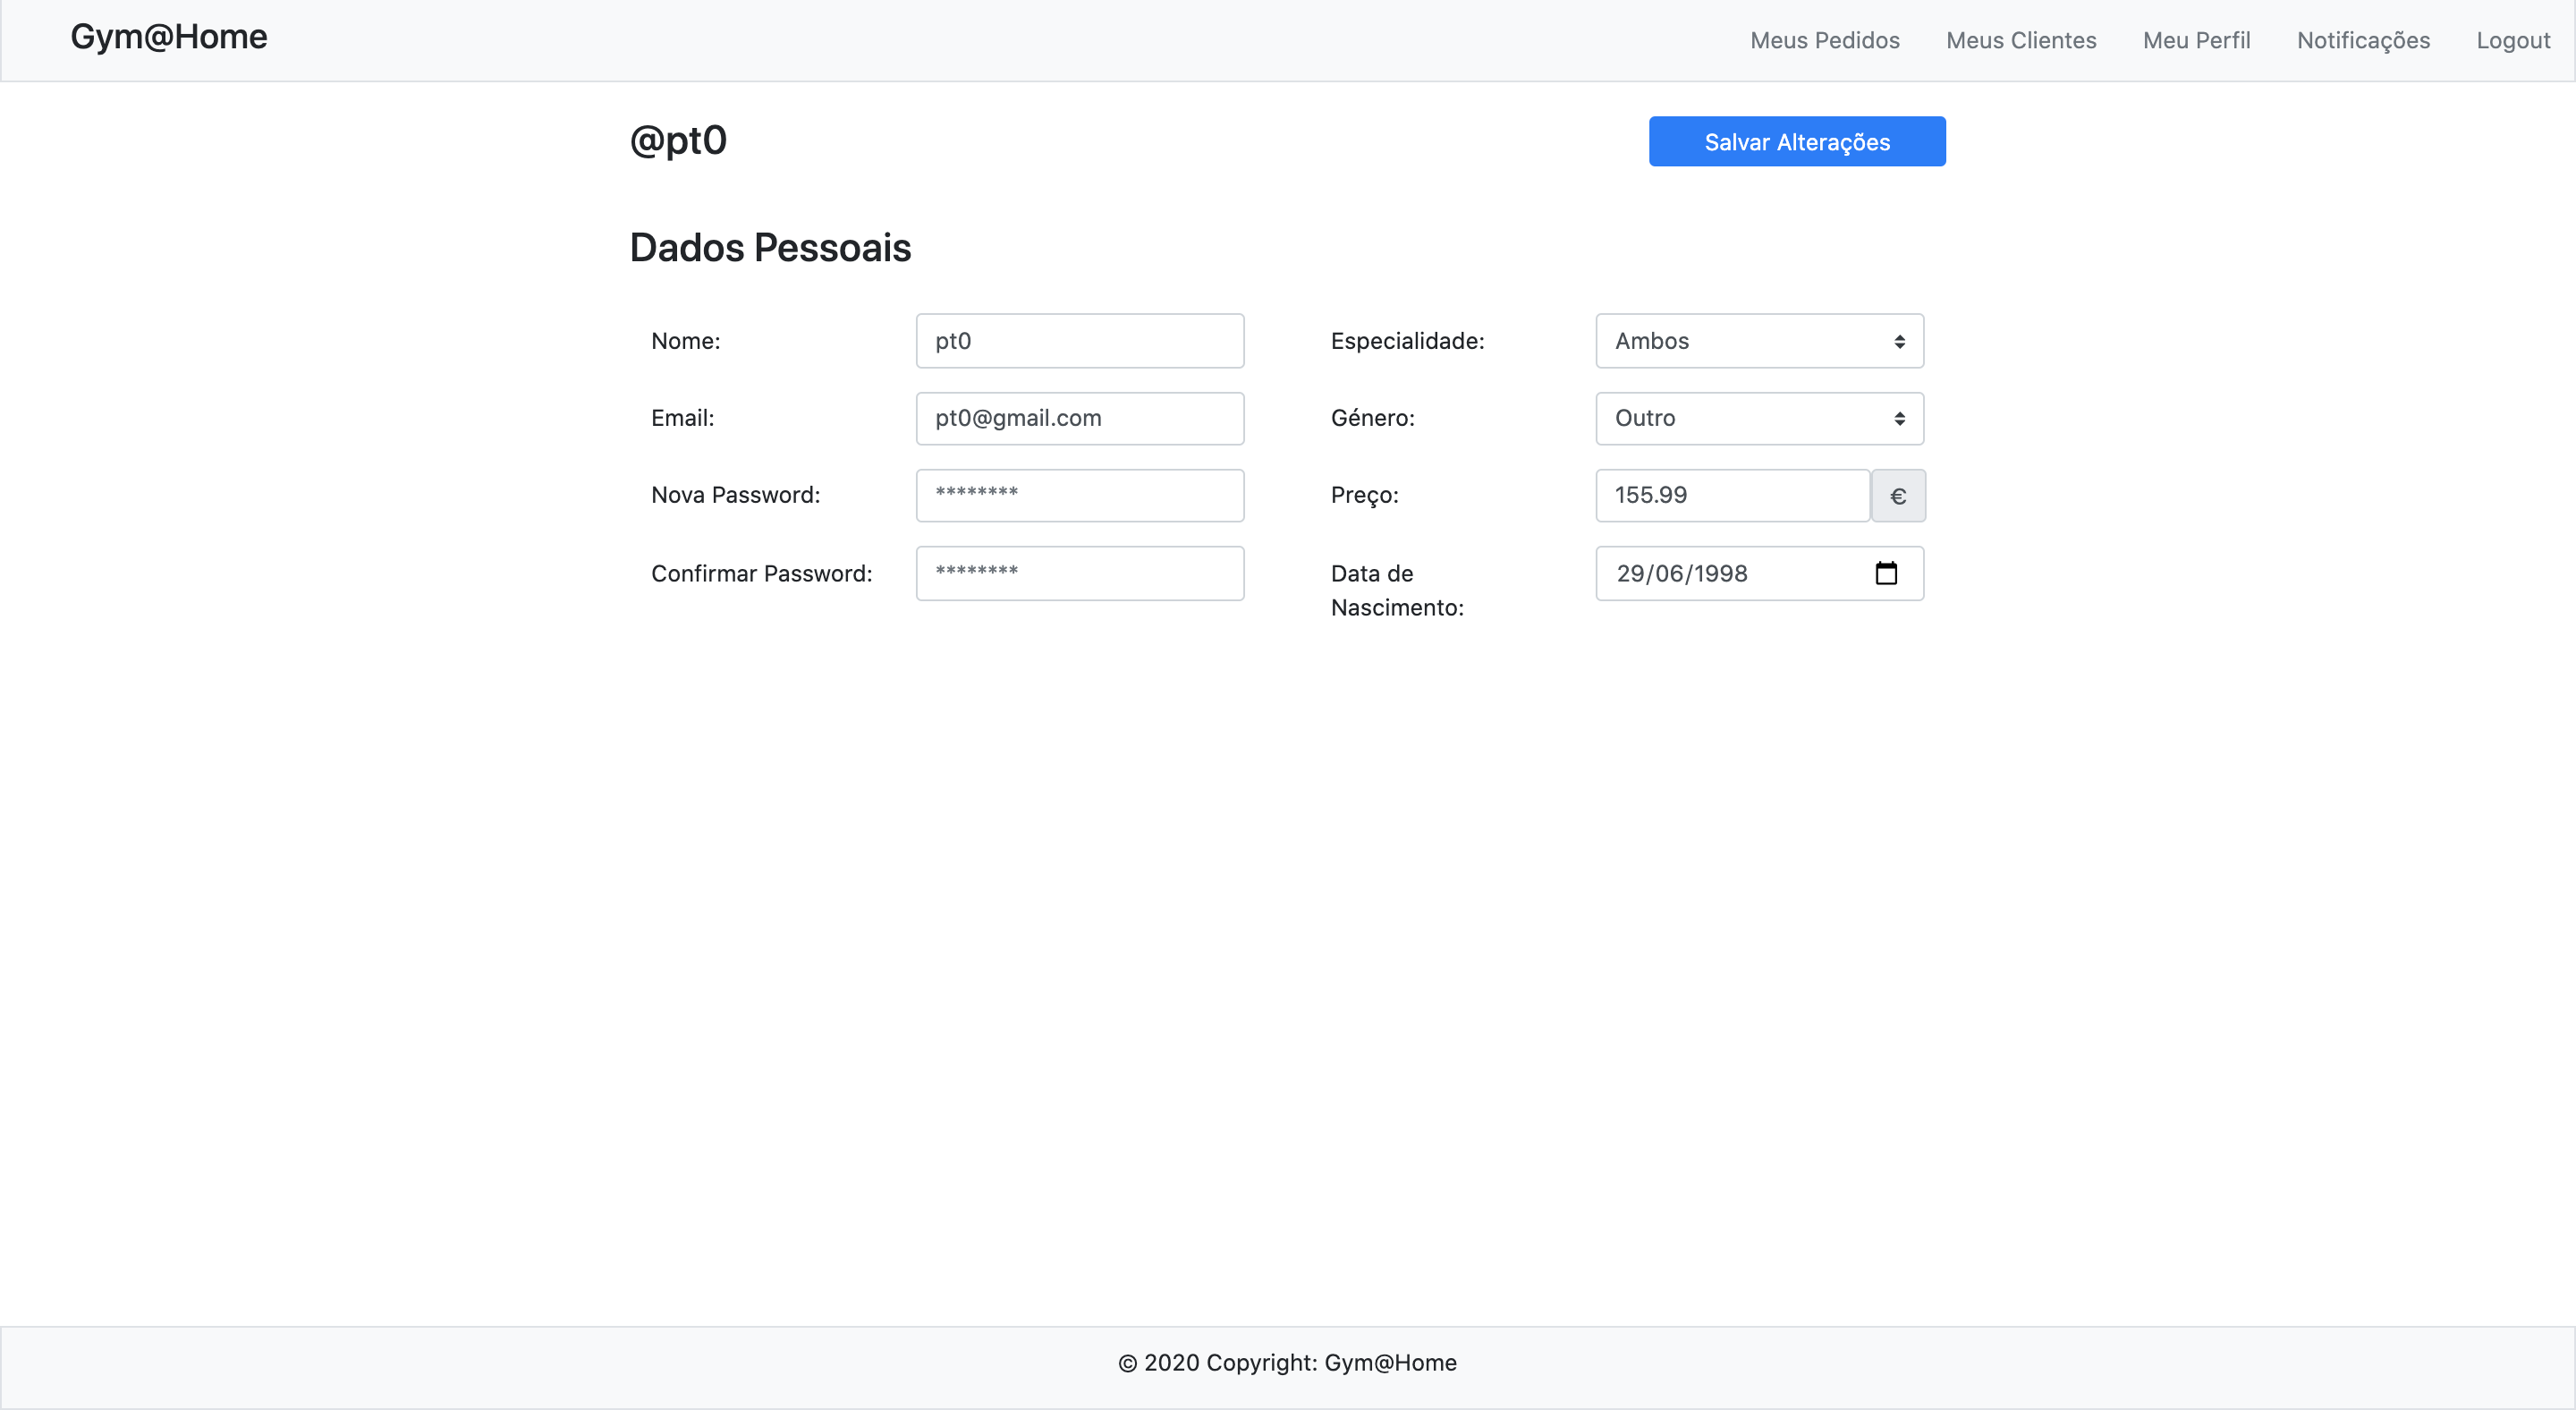 Gym@Home
Meus Pedidos
Meus Clientes
Meu Perfil
Notificações
Logout
@pt0
Salvar Alterações
Dados Pessoais
Nome:
pt0
Especialidade:
Ambos
Email:
pt0@gmail.com
Género:
Outro
Nova Password:
********
Preço:
155.99
€
Confirmar Password:
********
Data de
Nascimento:
29/06/1998
© 2020 Copyright: Gym@Home